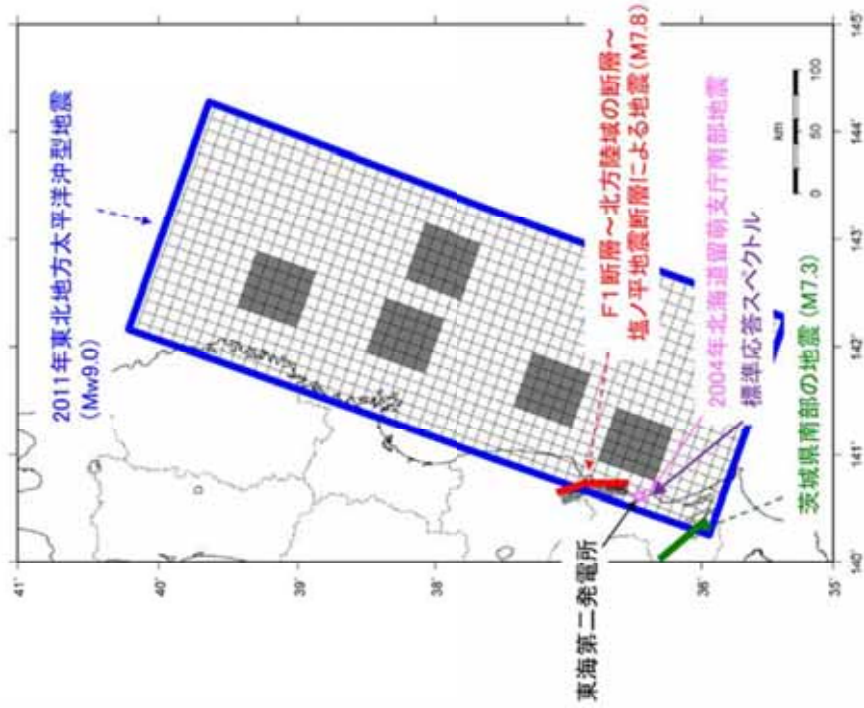 2011年東北地方太平洋沖型地震
(Mw9.0)
F1断層～北方陸域の断層～
塩ノ平地震断層による地震(M7.8)
2004年北海道留萌支庁南部地震
標準応答スペクトル
茨城県南部の地震 (M7.3)
東海第二発電所
km
0 50 100
41°
40°
39°
38°
36°
35°
140°
141°
142°
143°
144°
145°